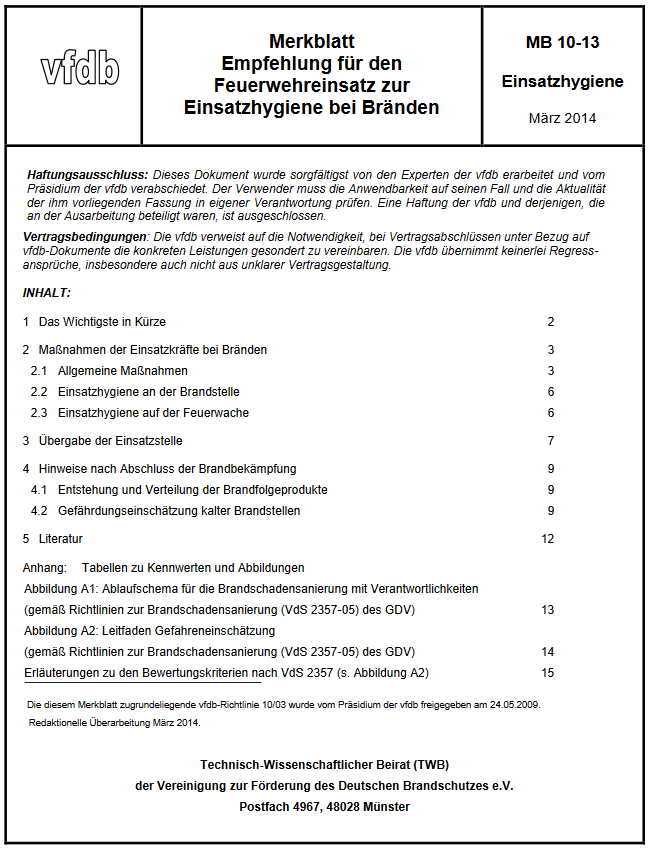 vfdb
Merkblatt
Empfehlung für den
Feuerwehreinsatz zur
Einsatzhygiene bei Bränden
MB 10-13
Einsatzhygiene
März 2014
Haftungsausschluss: Dieses Dokument wurde sorgfältigst von den Experten der vfdb erarbeitet und vom
Präsidium der vfdb verabschiedet. Der Verwender muss die Anwendbarkeit auf seinen Fall und die Aktualität
der ihm vorliegenden Fassung in eigener Verantwortung prüfen. Eine Haftung der vfdb und derjenigen, die
an der Ausarbeitung beteiligt waren, ist ausgeschlossen.
Vertragsbedingungen: Die vfdb verweist auf die Notwendigkeit, bei Vertragsabschlüssen unter Bezug auf
vfdb-Dokumente die konkreten Leistungen gesondert zu vereinbaren. Die vfdb übernimmt keinerlei Regress-
ansprüche, insbesondere auch nicht aus unklarer Vertragsgestaltung.
INHALT:
1 Das Wichtigste in Kürze 2
2 Maßnahmen der Einsatzkräfte bei Bränden 3
2.1 Allgemeine Maßnahmen 3
2.2 Einsatzhygiene an der Brandstelle 6
2.3 Einsatzhygiene auf der Feuerwache 6
3 Übergabe der Einsatzstelle 7
4 Hinweise nach Abschluss der Brandbekämpfung 9
4.1 Entstehung und Verteilung der Brandfolgeprodukte 9
4.2 Gefährdungseinschätzung kalter Brandstellen 9
5 Literatur 12
Anhang: Tabellen zu Kennwerten und Abbildungen
Abbildung A1: Ablaufschema für die Brandschadensanierung mit Verantwortlichkeiten
(gemäß Richtlinien zur Brandschadensanierung (VdS 2357-05) des GDV) 13
Abbildung A2: Leitfaden Gefahreneinschätzung
(gemäß Richtlinien zur Brandschadensanierung (VdS 2357-05) des GDV) 14
Erläuterungen zu den Bewertungskriterien nach VdS 2357 (s. Abbildung A2) 15
Die diesem Merkblatt zugrundeliegende vfdb-Richtlinie 10/03 wurde vom Präsidium der vfdb freigegeben am 24.05.2009.
Redaktionelle Überarbeitung März 2014.
Technisch-Wissenschaftlicher Beirat (TWB)
der Vereinigung zur Förderung des Deutschen Brandschutzes e.V.
Postfach 4967, 48028 Münster